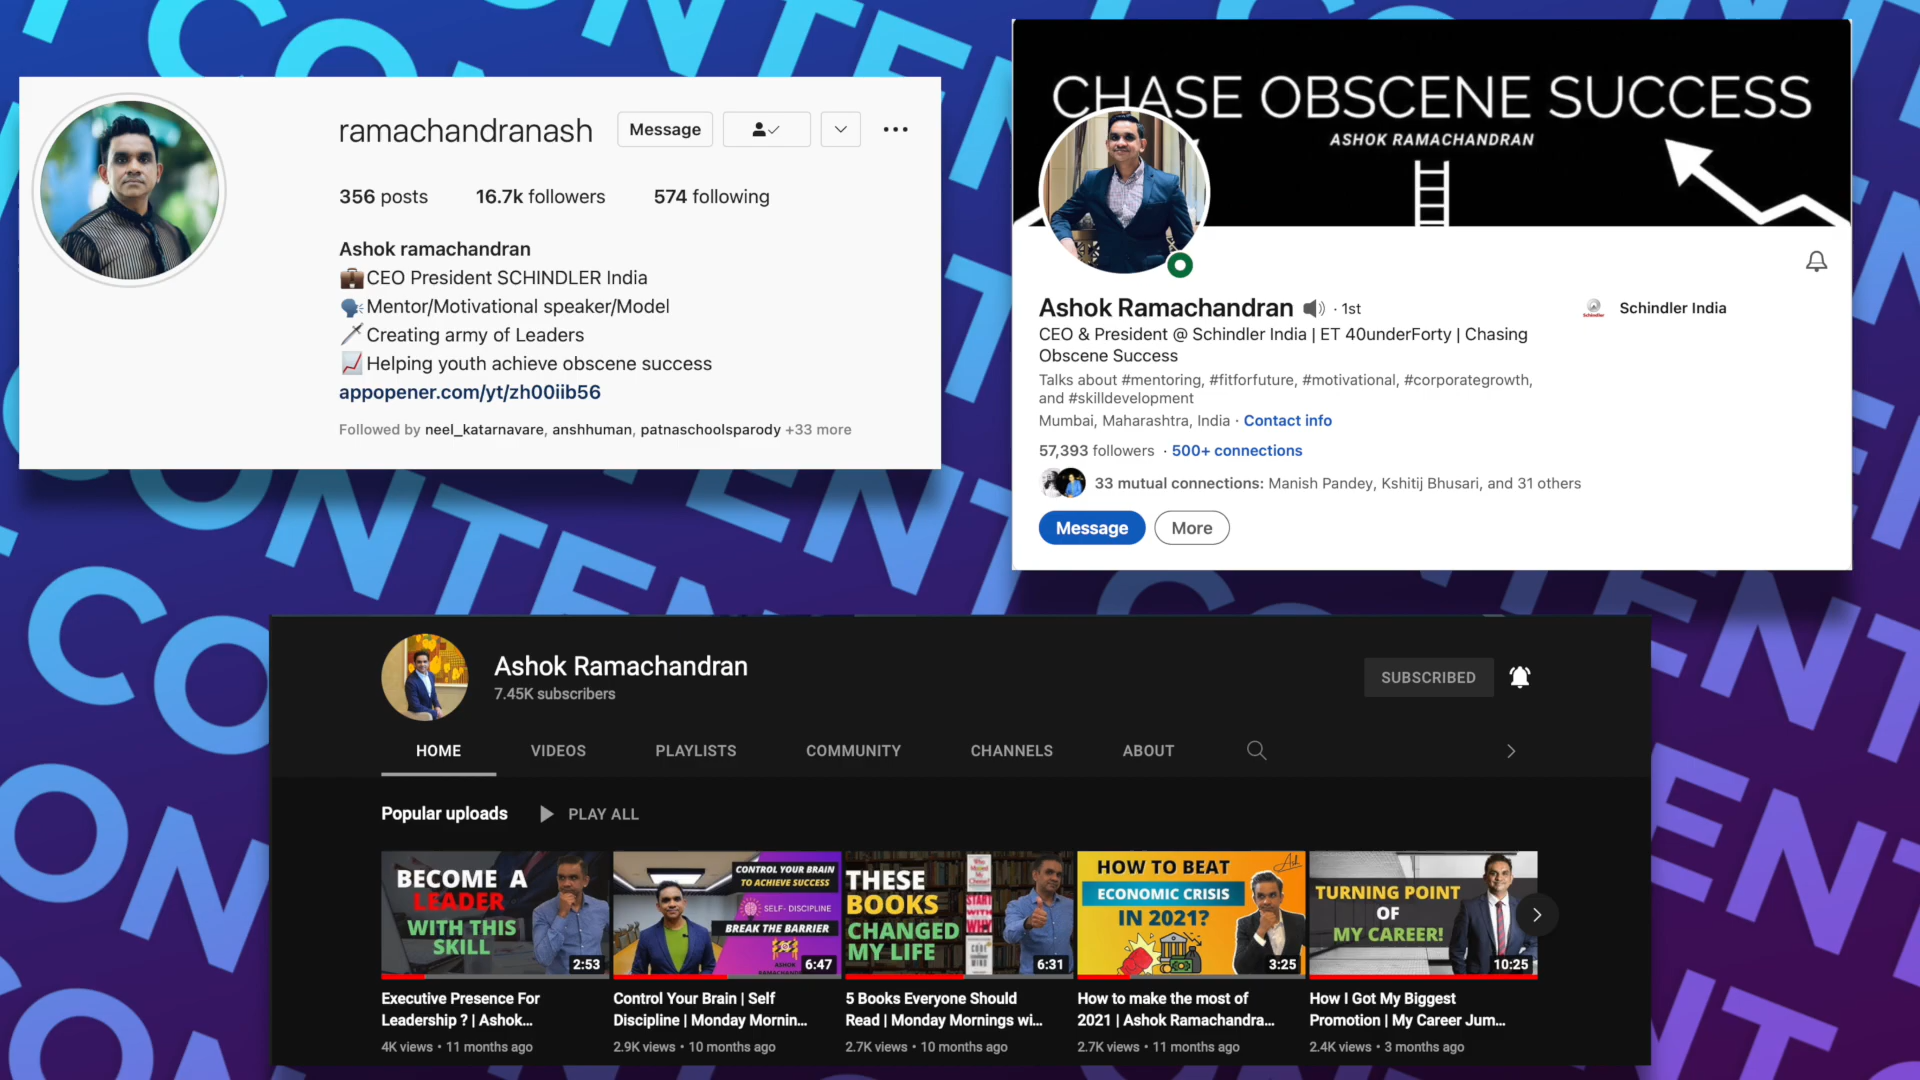 ramachandranash
Message
356 posts 16.7k followers 574 following
Ashok ramachandran
CEO President SCHINDLER India
Mentor/Motivational speaker/Model
Creating army of Leaders
Helping youth achieve obscene success
appopener.com/yt/zh00iib56
Followed by neel_katarnavare, anshhuman, patnaschoolsparody +33 more
CHASE OBSCENE SUCCESS
ASHOK RAMACHANDRAN
Ashok Ramachandran · 1st
Schindler India
CEO & President @ Schindler India | ET 40underForty | Chasing
Obscene Success
Talks about #mentoring, #fitforfuture, #motivational, #corporategrowth,
and #skilldevelopment
Mumbai, Maharashtra, India · Contact info
57,393 followers · 500+ connections
33 mutual connections: Manish Pandey, Kshitij Bhusari, and 31 others
Message More
Ashok Ramachandran
7.45K subscribers
SUBSCRIBED
HOME VIDEOS PLAYLISTS COMMUNITY CHANNELS ABOUT
Popular uploads PLAY ALL
BECOME A
LEADER
WITH THIS
SKILL
2:53
Executive Presence For
Leadership ? | Ashok...
4K views • 11 months ago
CONTROL YOUR BRAIN
TO ACHIEVE SUCCESS
SELF- DISCIPLINE
BREAK THE BARRIER
ASHOK
6:47
Control Your Brain | Self
Discipline | Monday Mornin...
2.9K views • 10 months ago
THESE
BOOKS
CHANGED
MY LIFE
START
WITH
WHY
6:31
5 Books Everyone Should
Read | Monday Mornings wi...
2.7K views • 10 months ago
HOW TO BEAT
ECONOMIC CRISIS
IN 2021?
3:25
How to make the most of
2021 | Ashok Ramachandra...
2.7K views • 11 months ago
TURNING POINT
OF
MY CAREER!
10:25
How I Got My Biggest
Promotion | My Career Jum...
2.4K views • 3 months ago
CONTENT